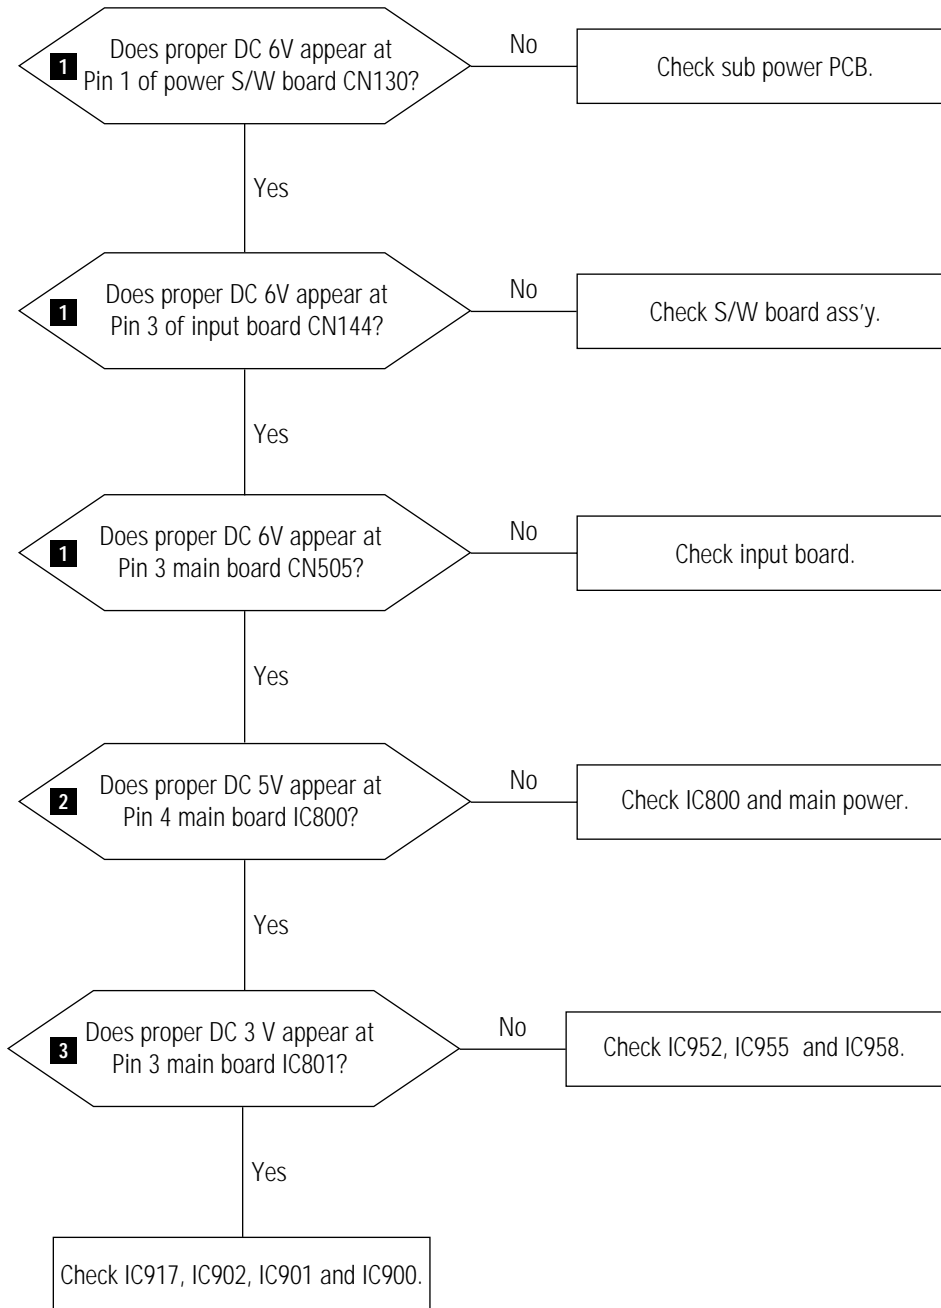 Does proper DC 6V appear at
1
Pin 1 of power S/W board CN130?
No
Check sub power PCB.
Yes
Does proper DC 6V appear at
1
Pin 3 of input board CN144?
No
Check S/W board ass'y.
Yes
Does proper DC 6V appear at
1
Pin 3 main board CN505?
No
Check input board.
Yes
Does proper DC 5V appear at
2
Pin 4 main board IC800?
No
Check IC800 and main power.
Yes
Does proper DC 3 V appear at
3
Pin 3 main board IC801?
No
Check IC952, IC955 and IC958.
Yes
Check IC917, IC902, IC901 and IC900.